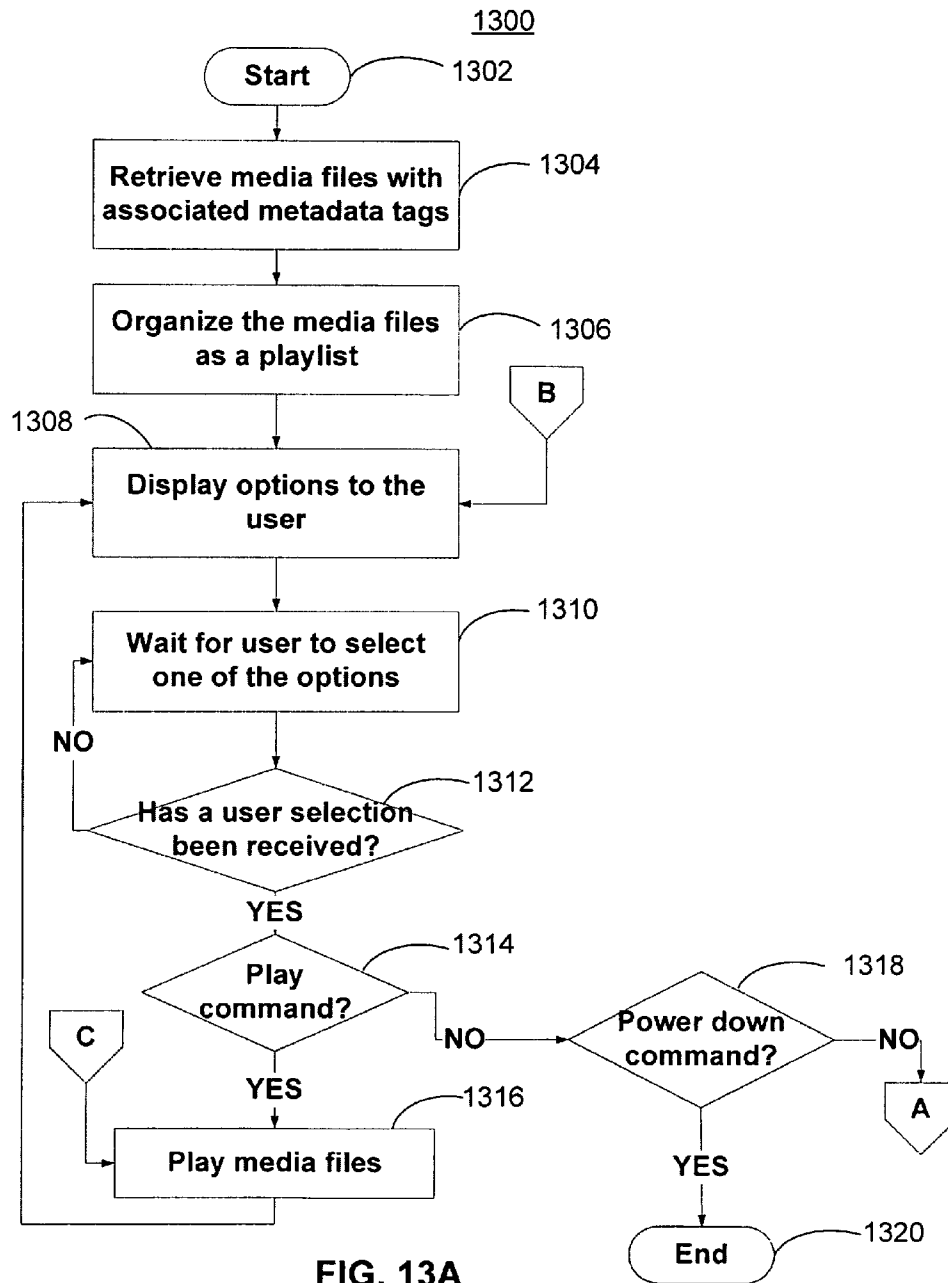 1300
Start
1302
Retrieve media files with
associated metadata tags
1304
Organize the media files
as a playlist
1306
B
1308
Display options to the
user
1310
Wait for user to select
one of the options
NO
1312
Has a user selection
been received?
YES
1314
Play
command?
1318
Power down
command?
C
NO
NO
A
YES
1316
Play media files
YES
1320
End
FIG. 13A